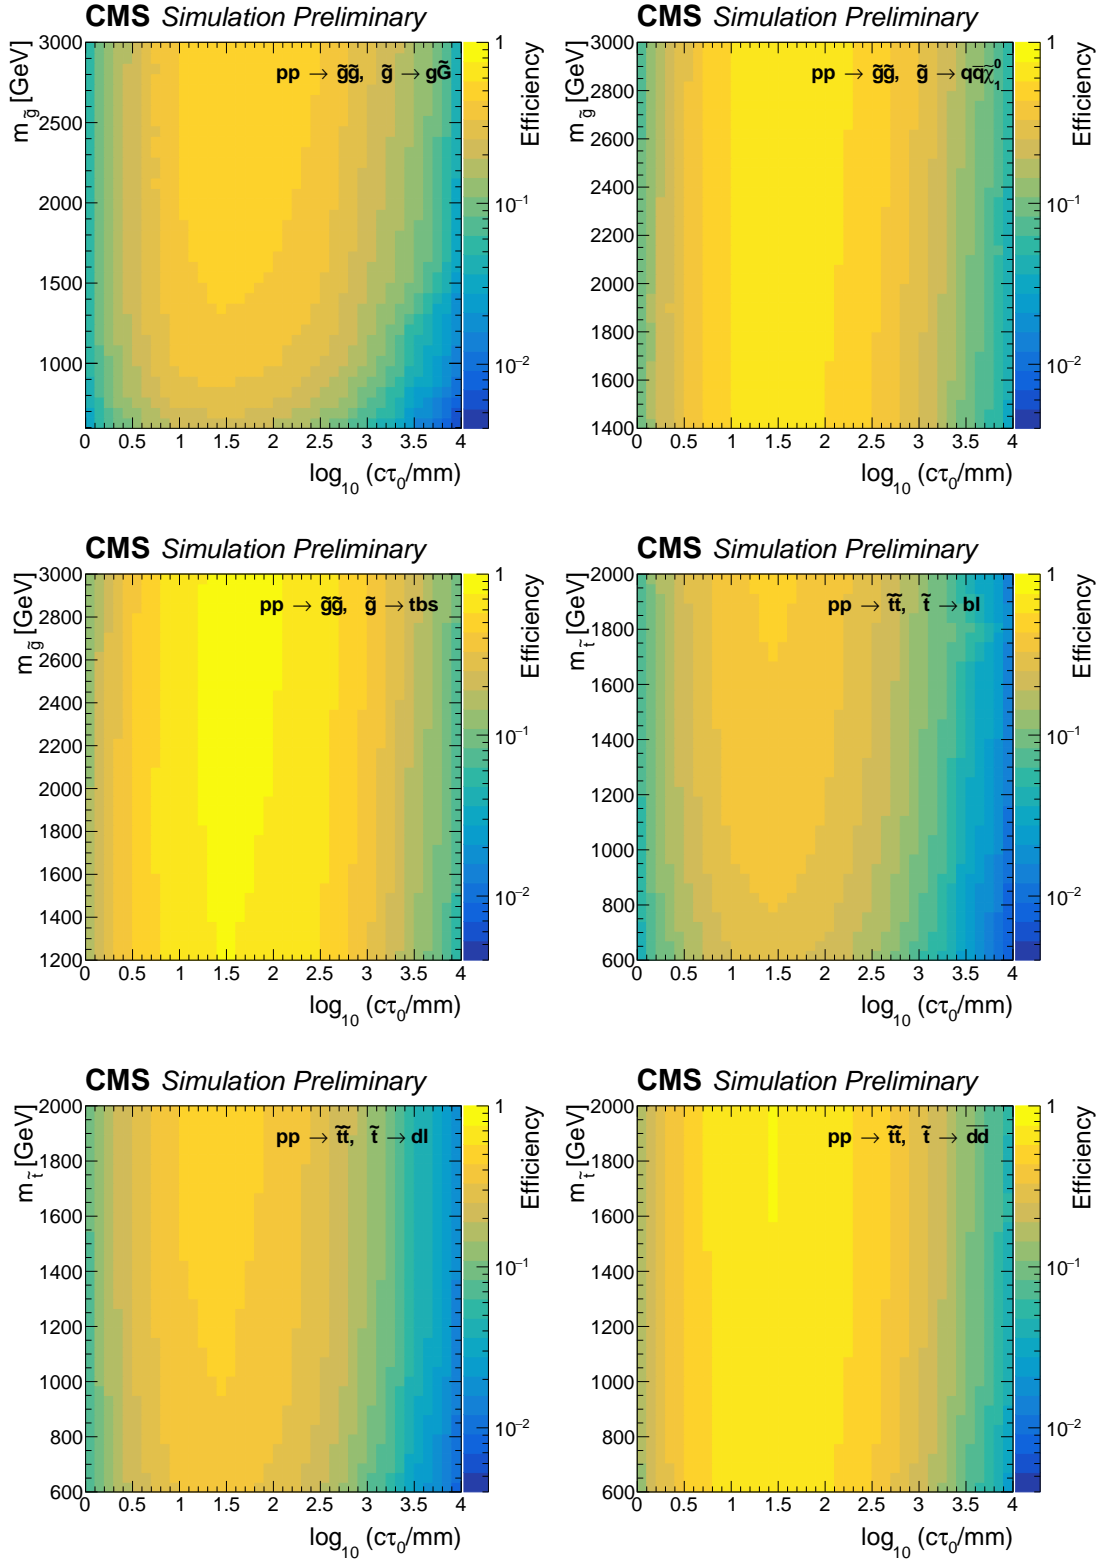 CMS Simulation Preliminary
pp → g̃g̃, g̃ → gG̃
m_g̃ [GeV]
3000
2500
2000
1500
1000
0 0.5 1 1.5 2 2.5 3 3.5 4
log₁₀ (cτ₀/mm)
Efficiency
1
10⁻¹
10⁻²
CMS Simulation Preliminary
pp → g̃g̃, g̃ → qq̅χ̃₁⁰
m_g̃ [GeV]
3000
2800
2600
2400
2200
2000
1800
1600
1400
0 0.5 1 1.5 2 2.5 3 3.5 4
log₁₀ (cτ₀/mm)
Efficiency
1
10⁻¹
10⁻²
CMS Simulation Preliminary
pp → g̃g̃, g̃ → tbs
m_g̃ [GeV]
3000
2800
2600
2400
2200
2000
1800
1600
1400
1200
0 0.5 1 1.5 2 2.5 3 3.5 4
log₁₀ (cτ₀/mm)
Efficiency
1
10⁻¹
10⁻²
CMS Simulation Preliminary
pp → t̃t̃, t̃ → bl
m_t̃ [GeV]
2000
1800
1600
1400
1200
1000
800
600
0 0.5 1 1.5 2 2.5 3 3.5 4
log₁₀ (cτ₀/mm)
Efficiency
1
10⁻¹
10⁻²
CMS Simulation Preliminary
pp → t̃t̃, t̃ → dl
m_t̃ [GeV]
2000
1800
1600
1400
1200
1000
800
600
0 0.5 1 1.5 2 2.5 3 3.5 4
log₁₀ (cτ₀/mm)
Efficiency
1
10⁻¹
10⁻²
CMS Simulation Preliminary
pp → t̃t̃, t̃ → d̅d̅
m_t̃ [GeV]
2000
1800
1600
1400
1200
1000
800
600
0 0.5 1 1.5 2 2.5 3 3.5 4
log₁₀ (cτ₀/mm)
Efficiency
1
10⁻¹
10⁻²